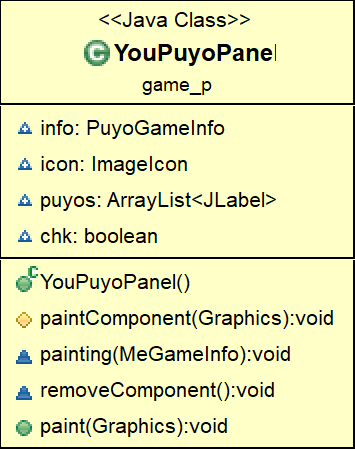 <<Java Class>>
C YouPuyoPanel
game_p
info: PuyoGameInfo
icon: ImageIcon
puyos: ArrayList<JLabel>
chk: boolean
C YouPuyoPanel()
paintComponent(Graphics):void
painting(MeGameInfo):void
removeComponent():void
paint(Graphics):void